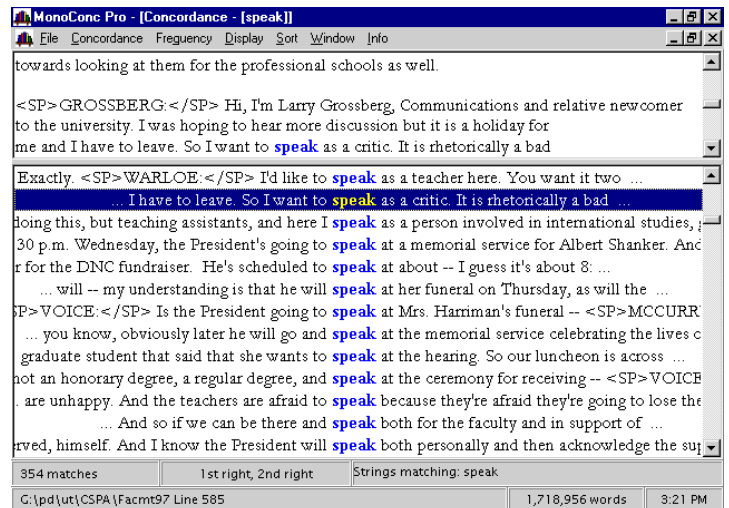 MonoConc Pro - [Concordance - [speak]]
File Concordance Frequency Display Sort Window Info
towards looking at them for the professional schools as well.
<SP>GROSSBERG:</SP> Hi, I'm Larry Grossberg, Communications and relative newcomer
to the university. I was hoping to hear more discussion but it is a holiday for
me and I have to leave. So I want to speak as a critic. It is rhetorically a bad
Exactly. <SP>WARLOE:</SP> I'd like to speak as a teacher here. You want it two ...
... I have to leave. So I want to speak as a critic. It is rhetorically a bad ...
doing this, but teaching assistants, and here I speak as a person involved in international studies,
30 p.m. Wednesday, the President's going to speak at a memorial service for Albert Shanker. And
r for the DNC fundraiser. He's scheduled to speak at about -- I guess it's about 8: ...
... will -- my understanding is that he will speak at her funeral on Thursday, as will the ...
SP>VOICE:</SP> Is the President going to speak at Mrs. Harriman's funeral -- <SP>MCCURR
... you know, obviously later he will go and speak at the memorial service celebrating the lives o
graduate student that said that she wants to speak at the hearing. So our luncheon is across ...
not an honorary degree, a regular degree, and speak at the ceremony for receiving -- <SP>VOICE
. are unhappy. And the teachers are afraid to speak because they're afraid they're going to lose the
... And so if we can be there and speak both for the faculty and in support of ...
rved, himself. And I know the President will speak both personally and then acknowledge the su
354 matches 1st right, 2nd right Strings matching: speak
G:\pd\ut\CSPA\Facmt97 Line 585 1,718,956 words 3:21 PM